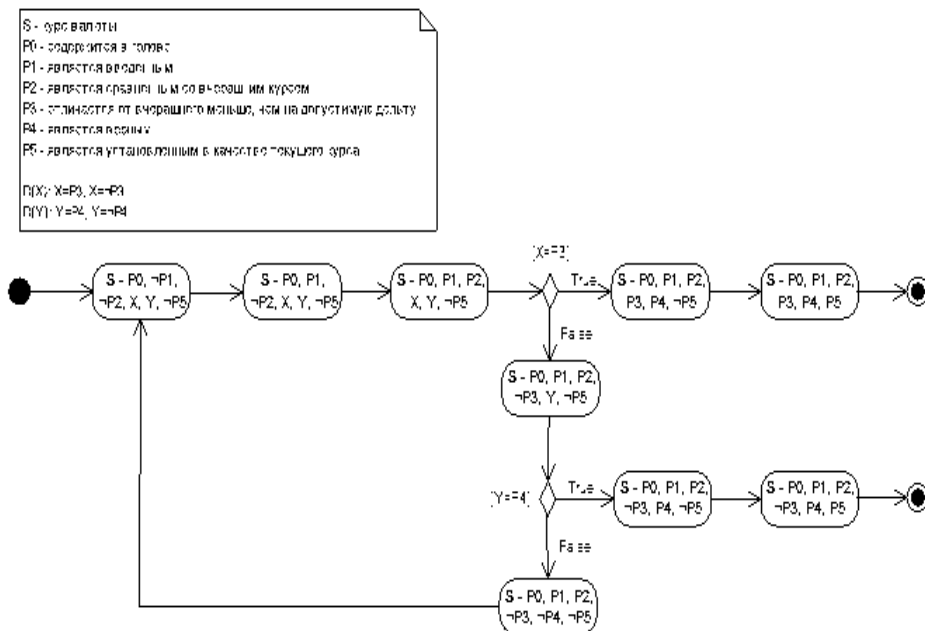 S - курс валюты
P0 - содержится в голове
P1 - является введенным
P2 - является сравненным со вчерашним курсом
P3 - отличается от вчерашнего меньше, чем на допустимую дельту
P4 - является верным
P5 - является установленным в качестве текущего курса
D(X): X=P3, X=¬P3
D(Y): Y=P4, Y=¬P4
[X=P3]
S - P0, ¬P1,
¬P2, X, Y, ¬P5
S - P0, P1,
¬P2, X, Y, ¬P5
S - P0, P1, P2,
X, Y, ¬P5
True
S - P0, P1, P2,
P3, P4, ¬P5
S - P0, P1, P2,
P3, P4, P5
False
S - P0, P1, P2,
¬P3, Y, ¬P5
[Y=P4]
True
S - P0, P1, P2,
¬P3, P4, ¬P5
S - P0, P1, P2,
¬P3, P4, P5
False
S - P0, P1, P2,
¬P3, ¬P4, ¬P5